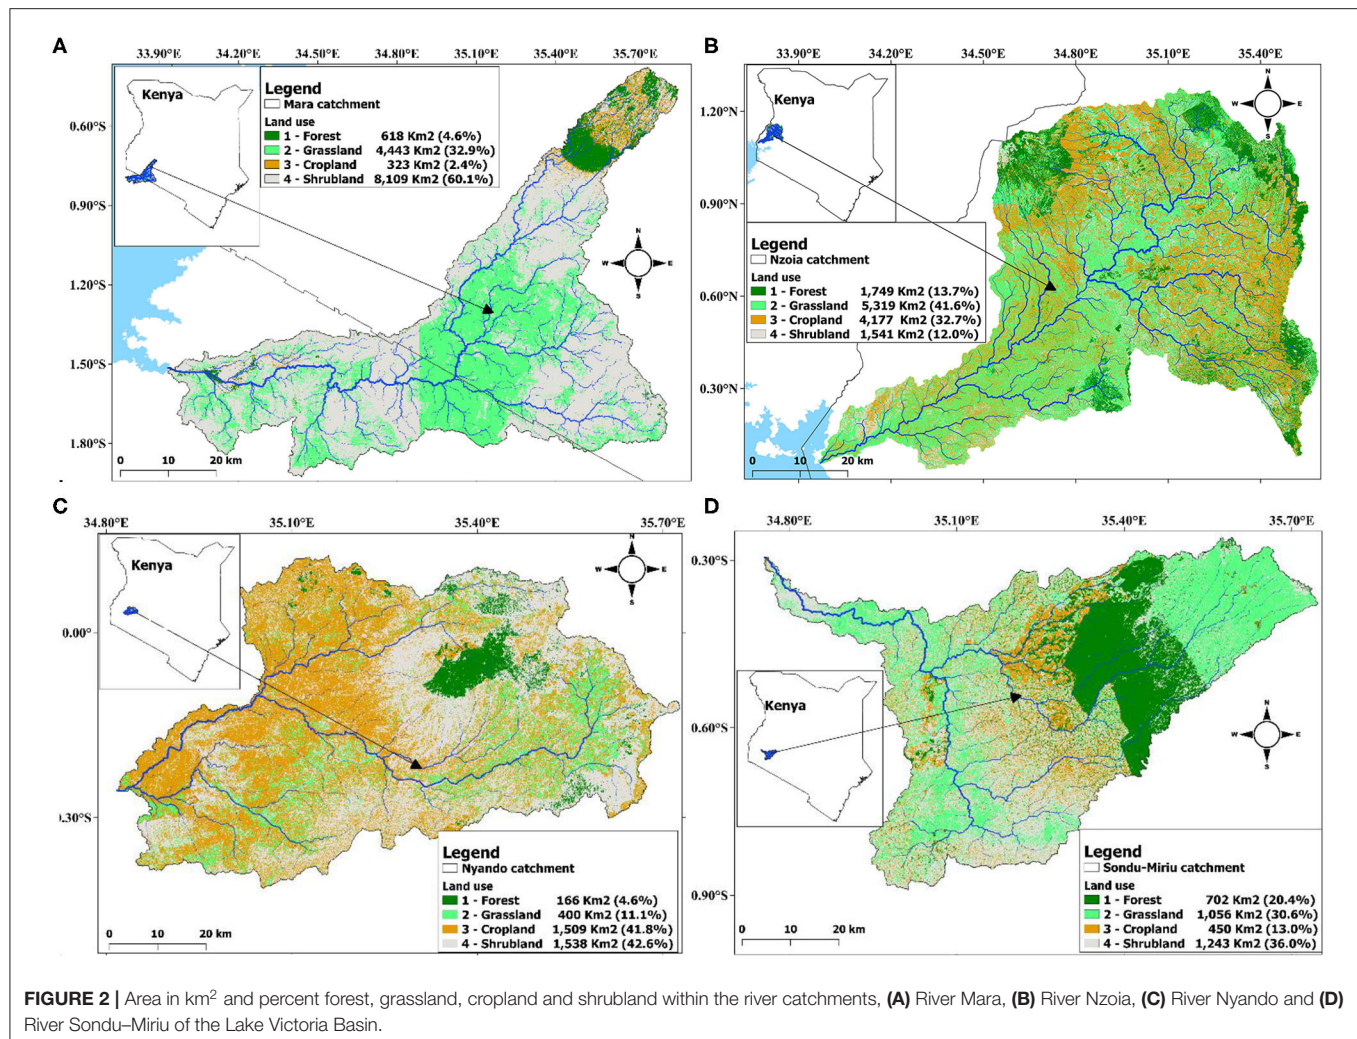 A
33.90°E 34.20°E 34.50°E 35.10°E 35.40°E 35.70°E
Kenya
Legend
Mara catchment
Land use
1 - Forest 618 Km2 (4.6%)
2 - Grassland 4,443 Km2 (32.9%)
3 - Cropland 323 Km2 (2.4%)
4 - Shrubland 8,109 Km2 (60.1%)
0.60°S
0.90°S
1.20°S
1.50°S
1.80°S
N
W E
S
0 10 20 km
B
33.90°E 34.20°E 34.50°E 34.80°E 35.10°E 35.40°E
Kenya
1.20°S
0.90°S
0.60°S
0.30°S
N
W E
S
Legend
Nzoia catchment
Land use
1 - Forest 1,749 Km2 (13.7%)
2 - Grassland 5,319 Km2 (41.6%)
3 - Cropland 4,177 Km2 (32.7%)
4 - Shrubland 1,541 Km2 (12.0%)
0 10 20 km
C
34.80°E 35.10°E 35.40°E 35.70°E
Kenya
N
W E
S
0.00°
.30°S
Legend
Nyando catchment
Land use
1 - Forest 166 Km2 (4.6%)
2 - Grassland 400 Km2 (11.1%)
3 - Cropland 1,509 Km2 (41.8%)
4 - Shrubland 1,538 Km2 (42.6%)
0 10 20 km
D
34.80°E 35.10°E 35.40°E 35.70°E
0.30°S
0.60°S
0.90°S
Kenya
N
W E
S
Legend
Sondu-Miriu catchment
Land use
1 - Forest 702 Km2 (20.4%)
2 - Grassland 1,056 Km2 (30.6%)
3 - Cropland 450 Km2 (13.0%)
4 - Shrubland 1,243 Km2 (36.0%)
0 10 20 km
FIGURE 2 | Area in km² and percent forest, grassland, cropland and shrubland within the river catchments, (A) River Mara, (B) River Nzoia, (C) River Nyando and (D)
River Sondu–Miriu of the Lake Victoria Basin.